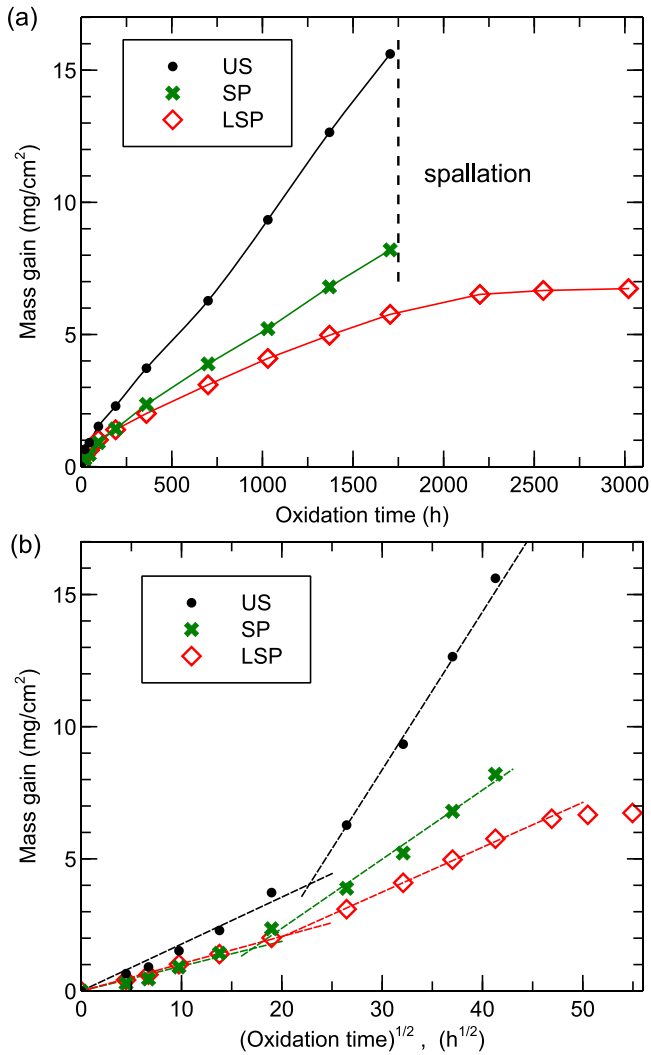 (a)
15
10
5
0
Mass gain (mg/cm²)
US
SP
LSP
spallation
0 500 1000 1500 2000 2500 3000
Oxidation time (h)
(b)
15
10
5
0
Mass gain (mg/cm²)
US
SP
LSP
0 10 20 30 40 50
(Oxidation time)^{1/2} , (h^{1/2})